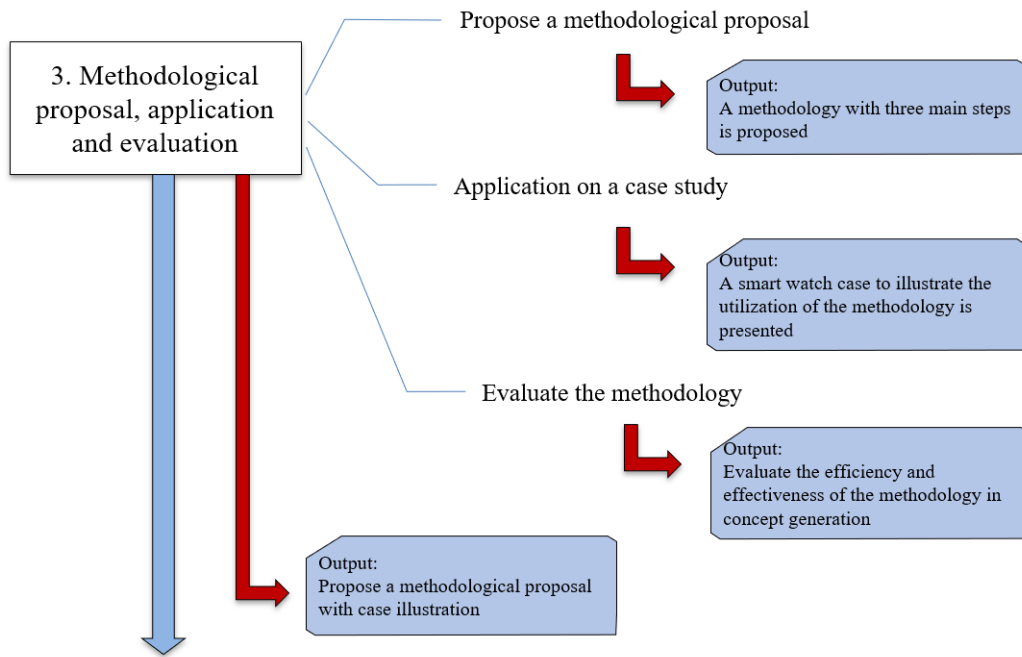 Propose a methodological proposal
3. Methodological
proposal, application
and evaluation
Output:
A methodology with three main steps
is proposed
Application on a case study
Output:
A smart watch case to illustrate the
utilization of the methodology is
presented
Evaluate the methodology
Output:
Evaluate the efficiency and
effectiveness of the methodology in
concept generation
Output:
Propose a methodological proposal
with case illustration